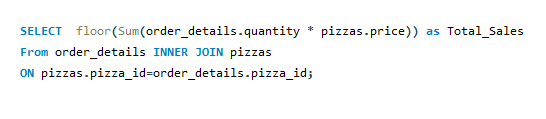 SELECT  floor(Sum(order_details.quantity * pizzas.price)) as Total_Sales
From order_details INNER JOIN pizzas
ON pizzas.pizza_id=order_details.pizza_id;